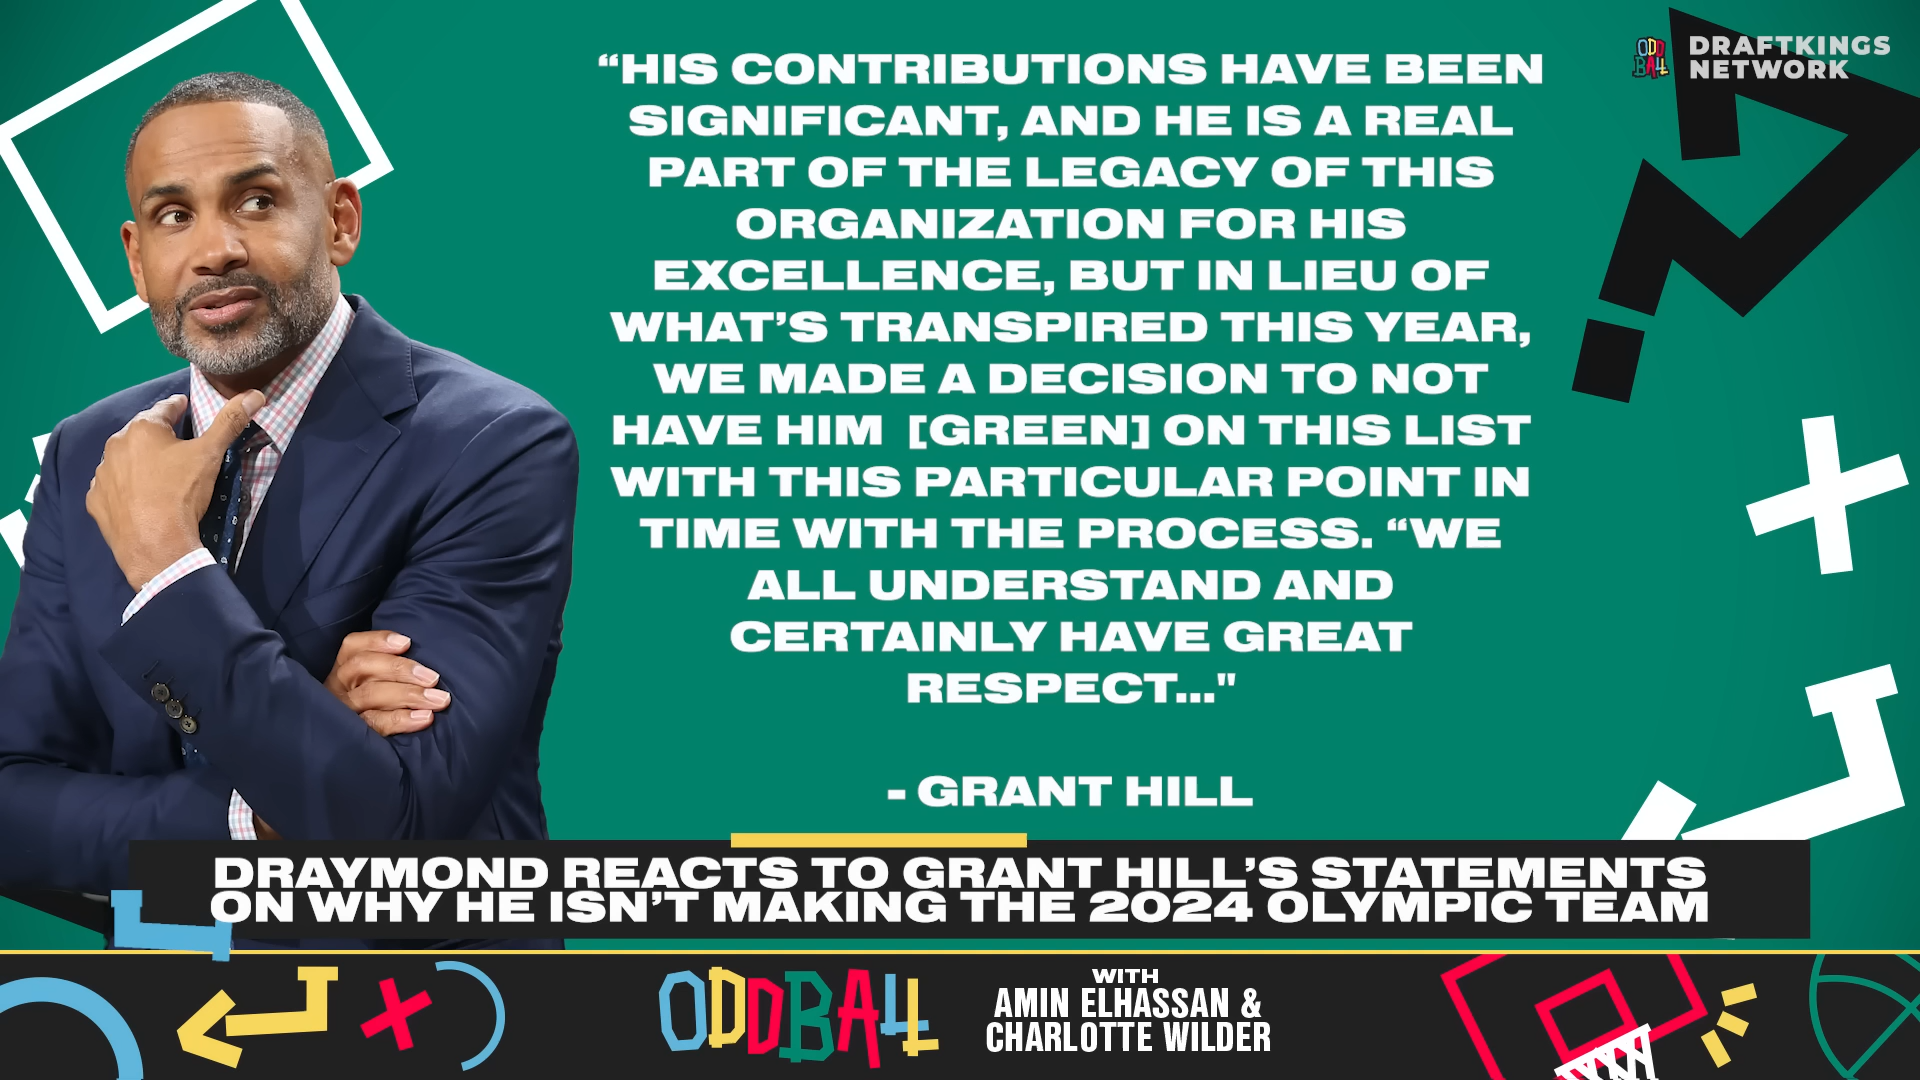 “HIS CONTRIBUTIONS HAVE BEEN
SIGNIFICANT, AND HE IS A REAL
PART OF THE LEGACY OF THIS
ORGANIZATION FOR HIS
EXCELLENCE, BUT IN LIEU OF
WHAT’S TRANSPIRED THIS YEAR,
WE MADE A DECISION TO NOT
HAVE HIM  [GREEN] ON THIS LIST
WITH THIS PARTICULAR POINT IN
TIME WITH THE PROCESS. “WE
ALL UNDERSTAND AND
CERTAINLY HAVE GREAT
RESPECT..."
- GRANT HILL
ODD
BALL
DRAFTKINGS
NETWORK
DRAYMOND REACTS TO GRANT HILL’S STATEMENTS
ON WHY HE ISN’T MAKING THE 2024 OLYMPIC TEAM
ODDBALL
WITH
AMIN ELHASSAN &
CHARLOTTE WILDER